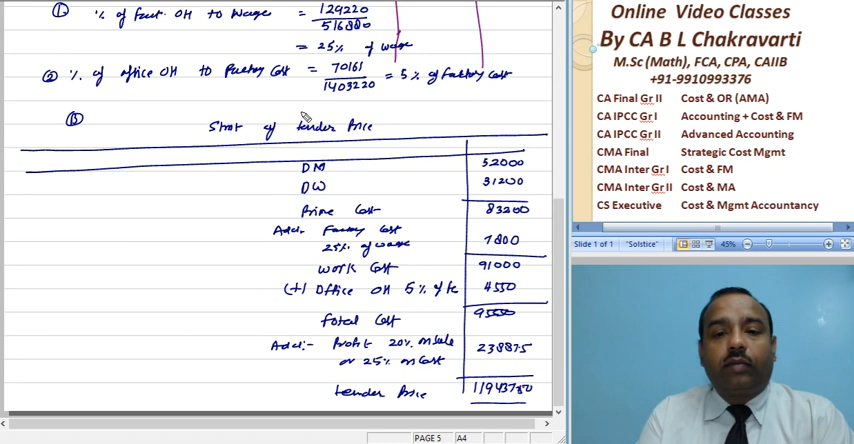 ① % of fact. OH to wage = 129220 / 516880
= 25% of wage
② % of office OH to factory cost = 70161 / 1403220 = 5% of factory cost
Ⓑ Stmt of tender Price
DM 52000
DW 31200
Prime Cost 83200
Add:- Factory Cost 25% of wage 7800
Work Cost 91000
(+) Office OH 5% of fc 4550
Total Cost
Add:- Profit 20% on sale or 25% on Cost 23887.5
tender Price
PAGE 5 A4
Online Video Classes
By CA B L Chakravarti
M.Sc (Math), FCA, CPA, CAIIB
+91-9910993376
CA Final Gr II Cost & OR (AMA)
CA IPCC Gr I Accounting + Cost & FM
CA IPCC Gr II Advanced Accounting
CMA Final Strategic Cost Mgmt
CMA Inter Gr I Cost & FM
CMA Inter Gr II Cost & MA
CS Executive Cost & Mgmt Accountancy
Slide 1 of 1 "Solstice" 45%